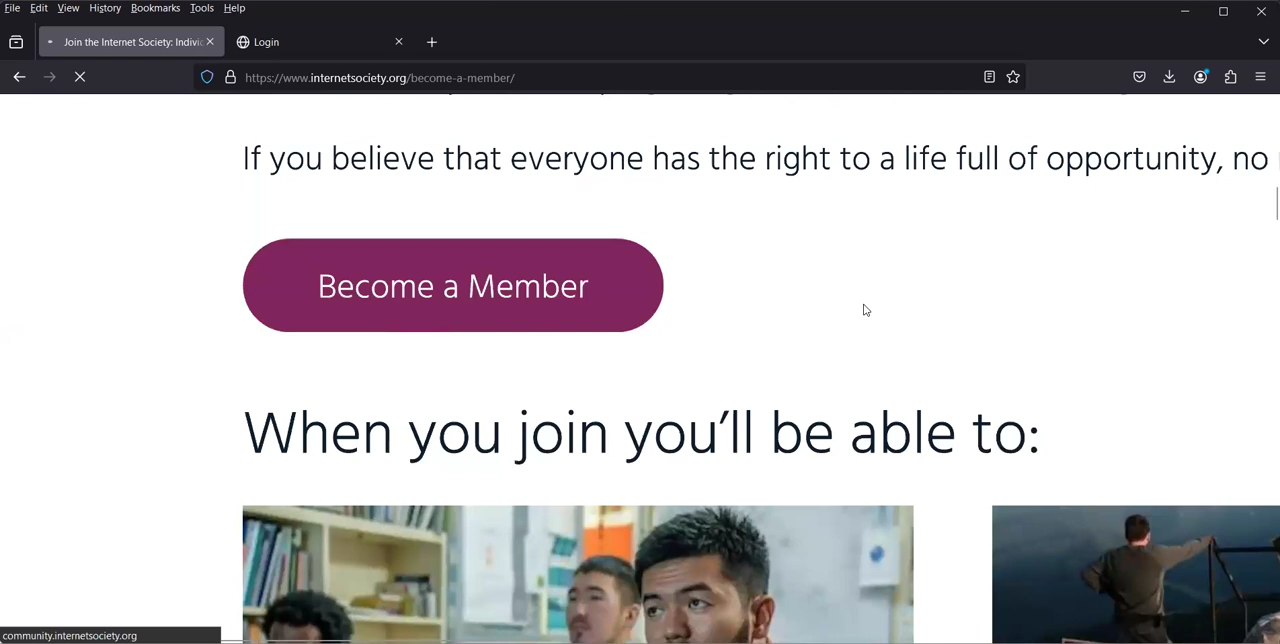 File Edit View History Bookmarks Tools Help
Join the Internet Society: Individ
Login
https://www.internetsociety.org/become-a-member/
If you believe that everyone has the right to a life full of opportunity, no
Become a Member
When you join you’ll be able to:
community.internetsociety.org